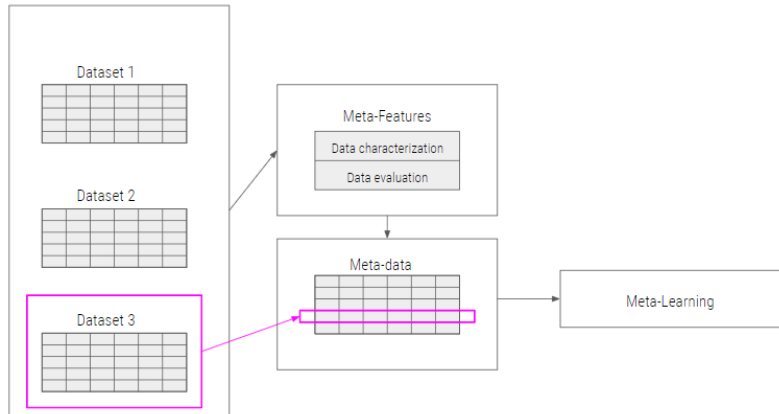 Dataset 1
Dataset 2
Dataset 3
Meta-Features
Data characterization
Data evaluation
Meta-data
Meta-Learning